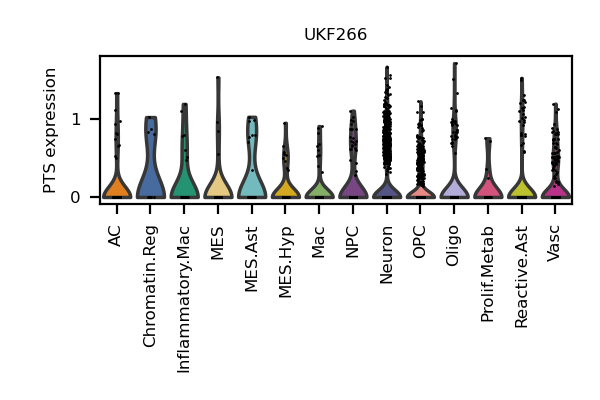 UKF266
PTS expression
1
0
AC
Chromatin.Reg
Inflammatory.Mac
MES
MES.Ast
MES.Hyp
Mac
NPC
Neuron
OPC
Oligo
Prolif.Metab
Reactive.Ast
Vasc